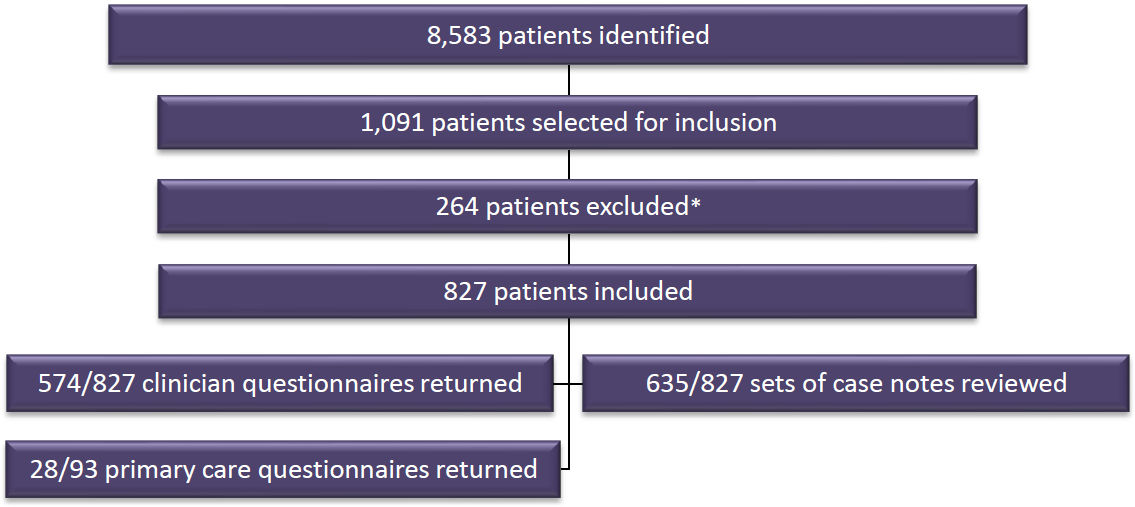 8,583 patients identified
1,091 patients selected for inclusion
264 patients excluded*
827 patients included
574/827 clinician questionnaires returned
635/827 sets of case notes reviewed
28/93 primary care questionnaires returned